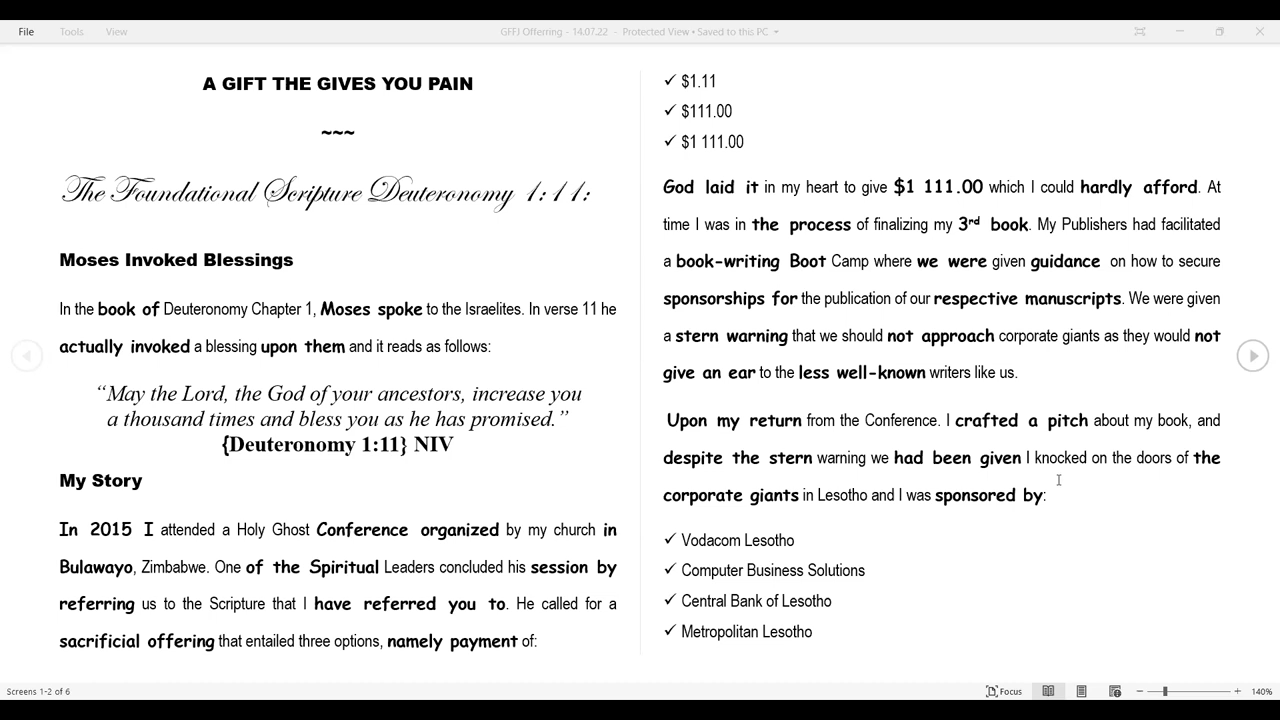 File Tools View GFFJ Offerring - 14.07.22 - Protected View • Saved to this PC
A GIFT THE GIVES YOU PAIN
~~~
The Foundational Scripture Deuteronomy 1:11:
Moses Invoked Blessings
In the book of Deuteronomy Chapter 1, Moses spoke to the Israelites. In verse 11 he
actually invoked a blessing upon them and it reads as follows:
“May the Lord, the God of your ancestors, increase you
a thousand times and bless you as he has promised.”
{Deuteronomy 1:11} NIV
My Story
In 2015 I attended a Holy Ghost Conference organized by my church in
Bulawayo, Zimbabwe. One of the Spiritual Leaders concluded his session by
referring us to the Scripture that I have referred you to. He called for a
sacrificial offering that entailed three options, namely payment of:
✓ $1.11
✓ $111.00
✓ $1 111.00
God laid it in my heart to give $1 111.00 which I could hardly afford. At
time I was in the process of finalizing my 3rd book. My Publishers had facilitated
a book-writing Boot Camp where we were given guidance on how to secure
sponsorships for the publication of our respective manuscripts. We were given
a stern warning that we should not approach corporate giants as they would not
give an ear to the less well-known writers like us.
Upon my return from the Conference. I crafted a pitch about my book, and
despite the stern warning we had been given I knocked on the doors of the
corporate giants in Lesotho and I was sponsored by:
✓ Vodacom Lesotho
✓ Computer Business Solutions
✓ Central Bank of Lesotho
✓ Metropolitan Lesotho
Screens 1-2 of 6 Focus 140%